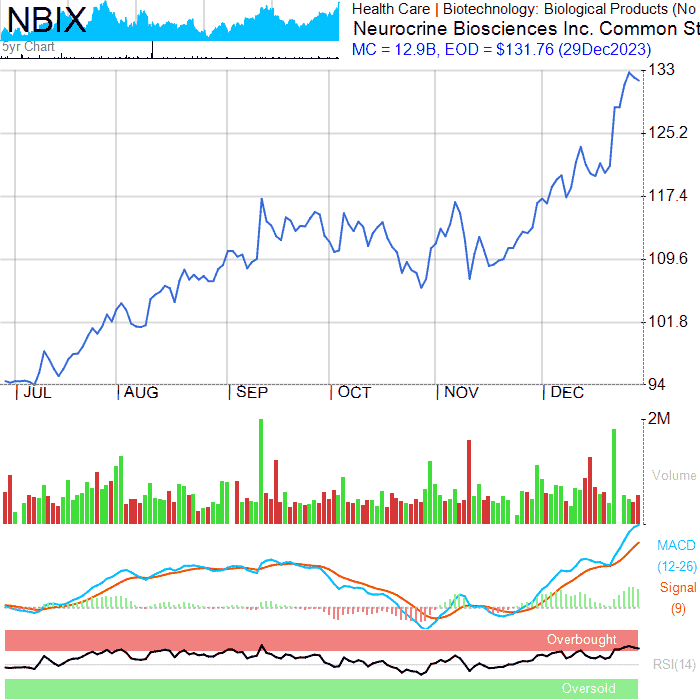 NBIX
5yr Chart
Health Care | Biotechnology: Biological Products (No
Neurocrine Biosciences Inc. Common St
MC = 12.9B, EOD = $131.76 (29Dec2023)
133
125.2
117.4
109.6
101.8
94
|JUL |AUG |SEP |OCT |NOV |DEC
2M
Volume
MACD
(12-26)
Signal
(9)
Overbought
RSI(14)
Oversold